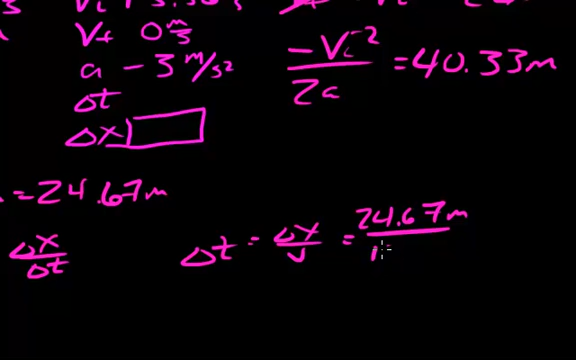 Vf 0 m/s
a - 3 m/s²
Δt
Δx
-Vi²
2a
= 40.33m
= 24.67m
Δx
Δt
Δt = Δx
v
= 24.67m